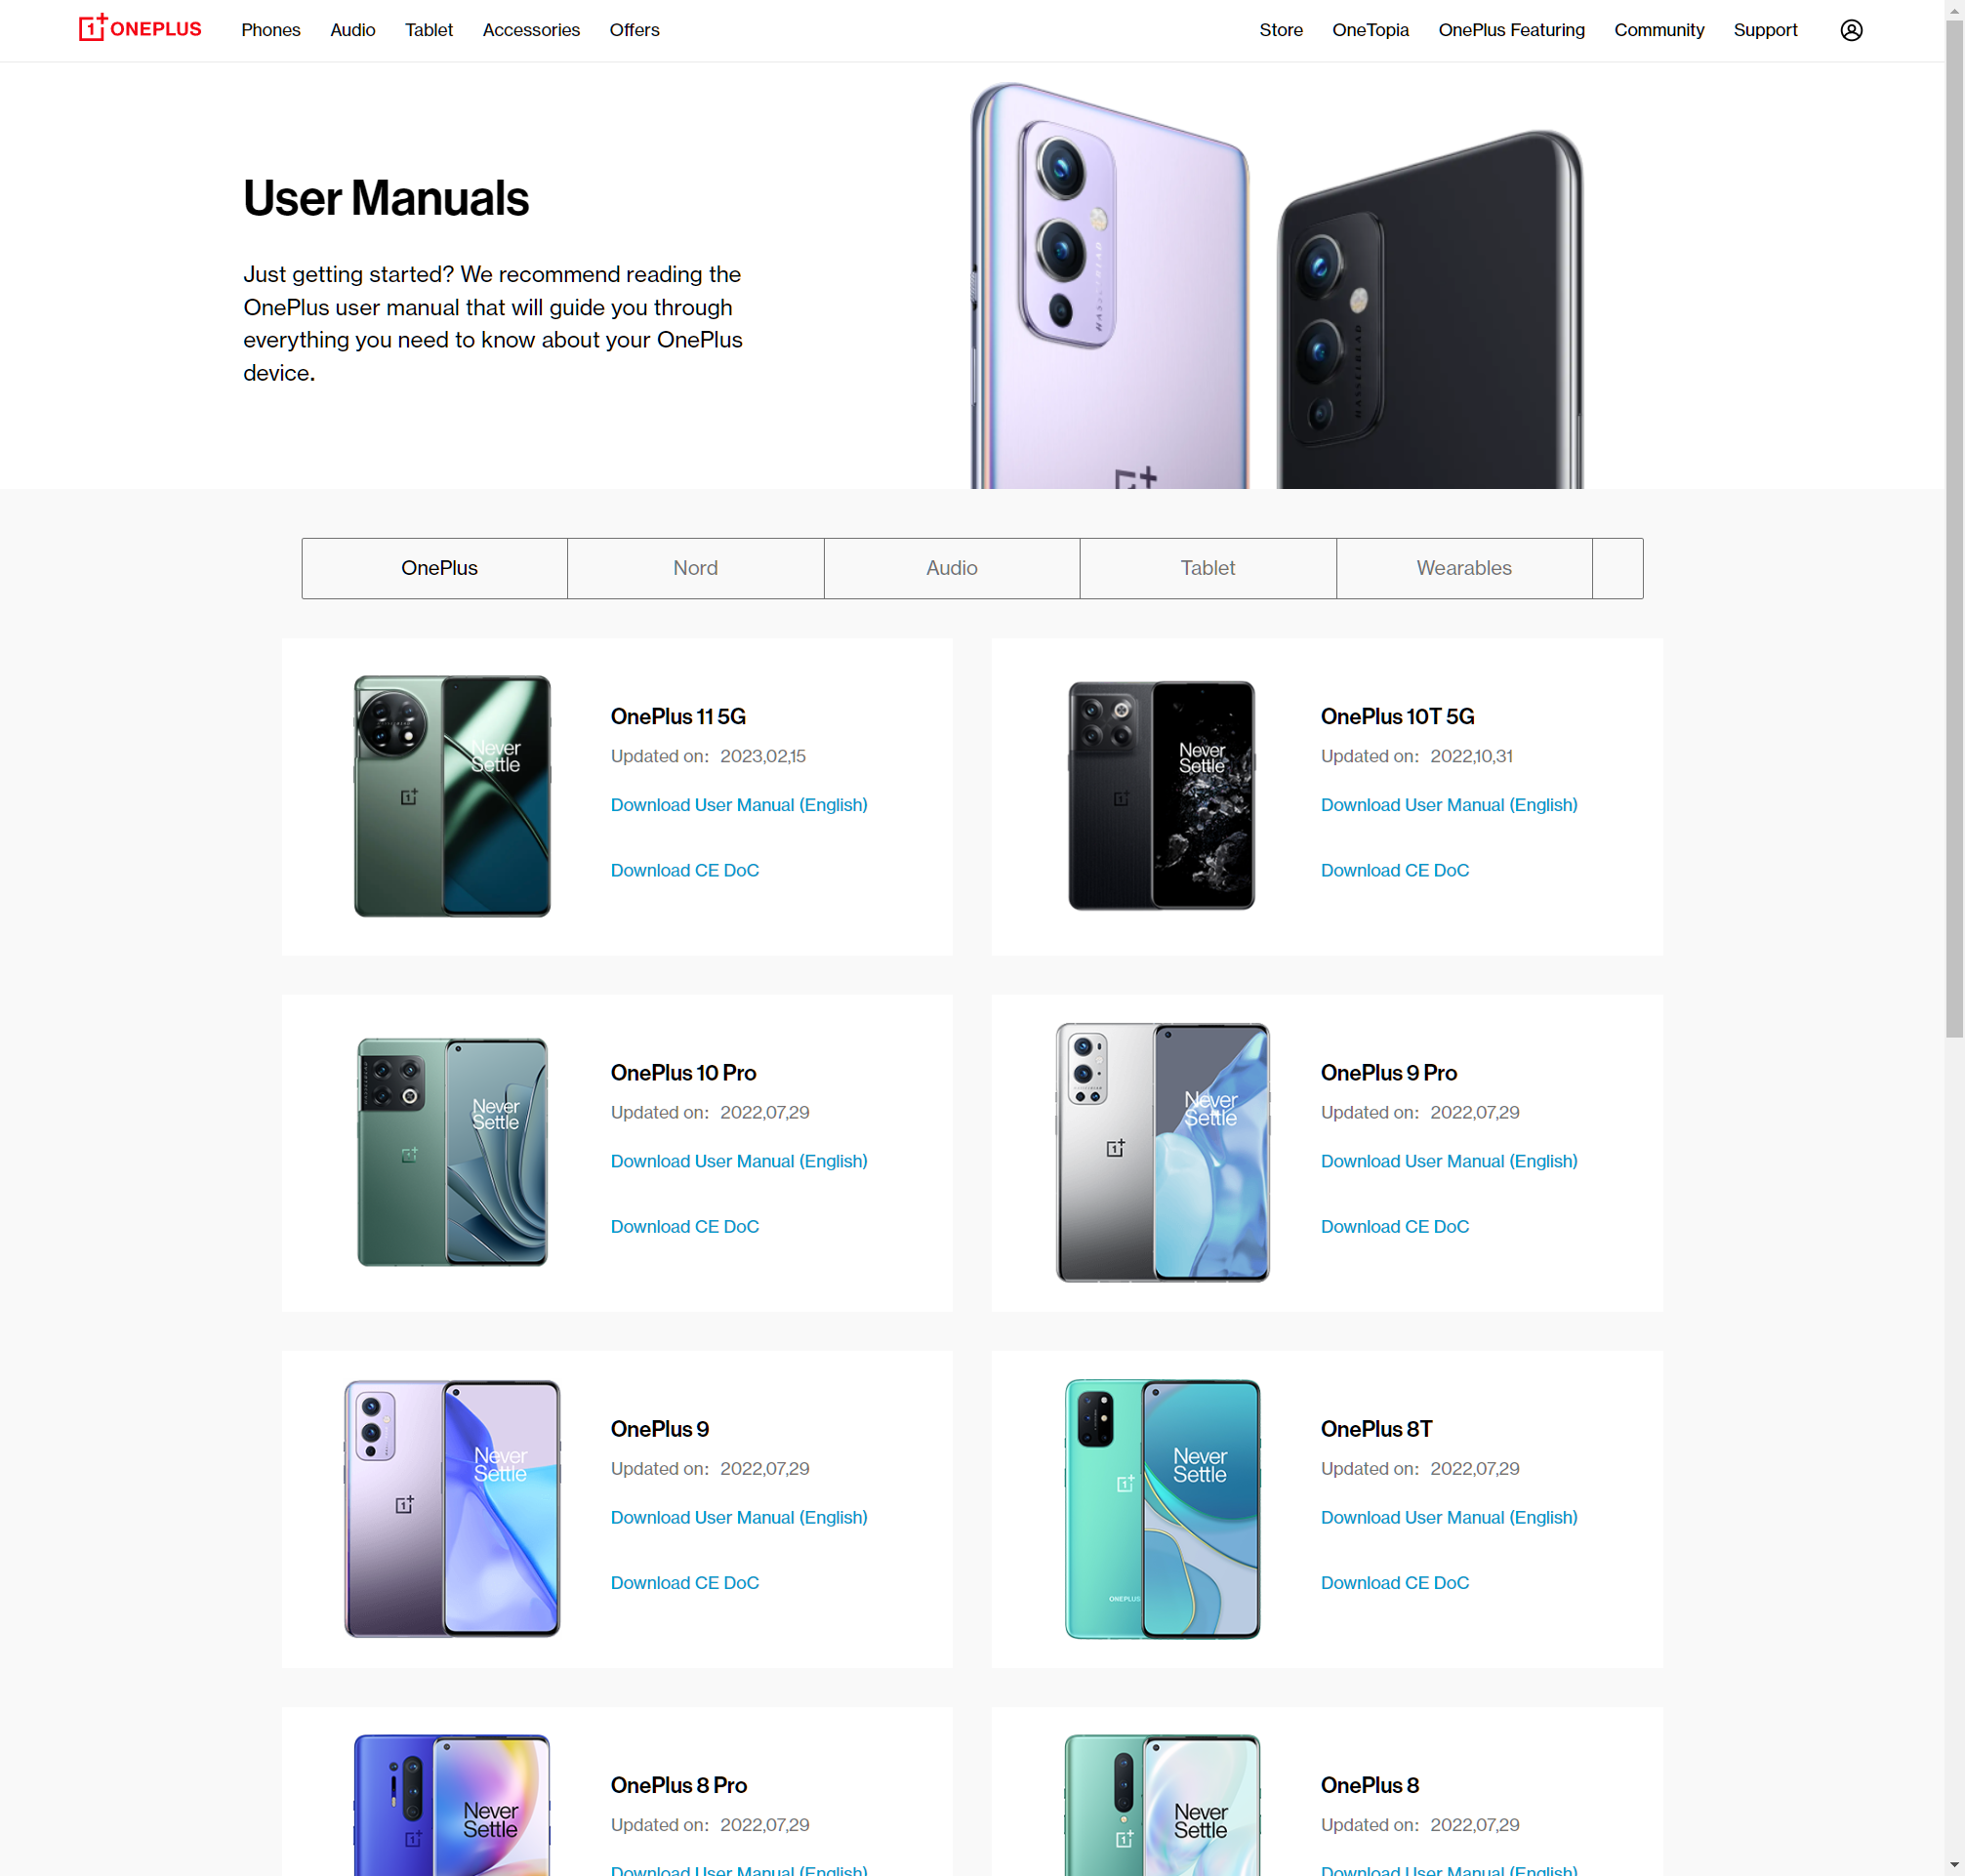 ONEPLUS
Phones
Audio
Tablet
Accessories
Offers
Store
OneTopia
OnePlus Featuring
Community
Support
User Manuals
Just getting started? We recommend reading the
OnePlus user manual that will guide you through
everything you need to know about your OnePlus
device.
HASSELBLAD
HASSELBLAD
OnePlus
Nord
Audio
Tablet
Wearables
Never
Settle
OnePlus 11 5G
Updated on: 2023,02,15
Download User Manual (English)
Download CE DoC
Never
Settle
OnePlus 10T 5G
Updated on: 2022,10,31
Download User Manual (English)
Download CE DoC
Never
Settle
OnePlus 10 Pro
Updated on: 2022,07,29
Download User Manual (English)
Download CE DoC
Never
Settle
OnePlus 9 Pro
Updated on: 2022,07,29
Download User Manual (English)
Download CE DoC
Never
Settle
OnePlus 9
Updated on: 2022,07,29
Download User Manual (English)
Download CE DoC
Never
Settle
ONEPLUS
OnePlus 8T
Updated on: 2022,07,29
Download User Manual (English)
Download CE DoC
Never
Settle
OnePlus 8 Pro
Updated on: 2022,07,29
Download User Manual (English)
Never
Settle
OnePlus 8
Updated on: 2022,07,29
Download User Manual (English)